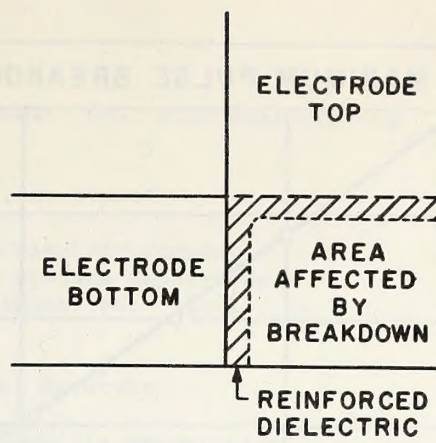 ELECTRODE
TOP
ELECTRODE
BOTTOM
AREA
AFFECTED
BY
BREAKDOWN
REINFORCED
DIELECTRIC